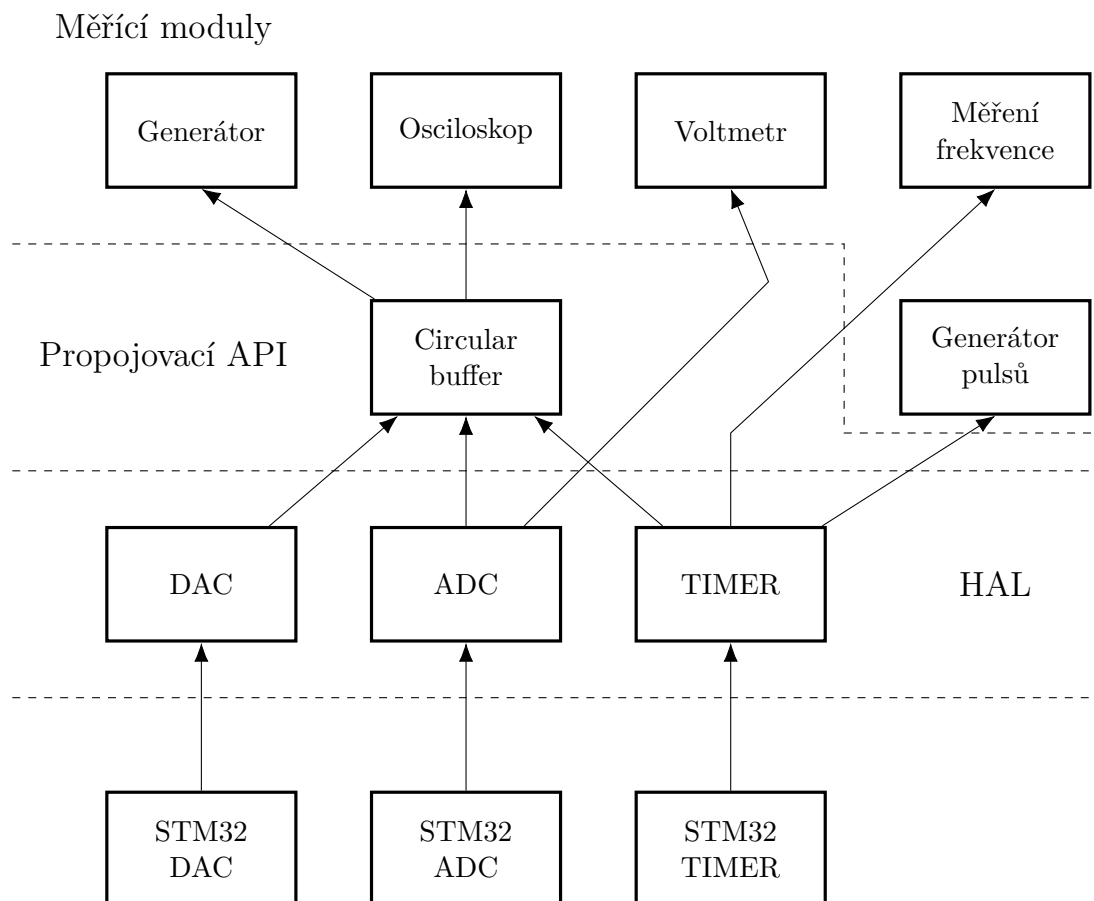 Měřící moduly
Generátor
Osciloskop
Voltmetr
Měření
frekvence
Propojovací API
Circular
buffer
Generátor
pulsů
DAC
ADC
TIMER
HAL
STM32
DAC
STM32
ADC
STM32
TIMER